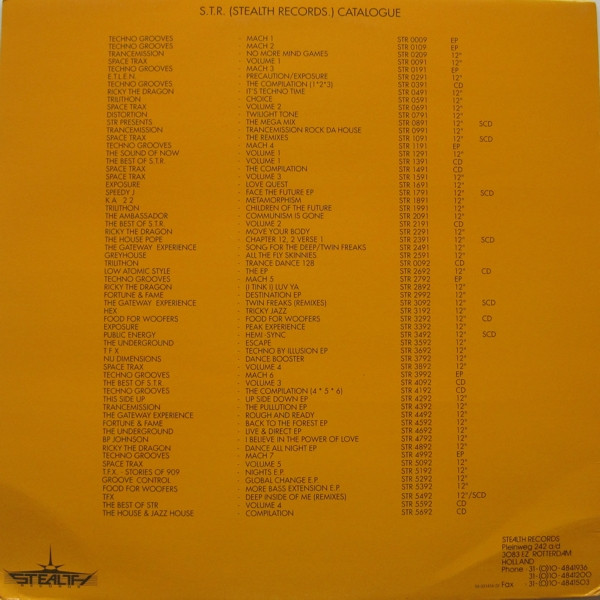 S.T.R. (STEALTH RECORDS.) CATALOGUE
TECHNO GROOVES - MACH 1 STR 0009 EP
TECHNO GROOVES - MACH 2 STR 0109 EP
TRANCEMISSION - NO MORE MIND GAMES STR 0209 12"
SPACE TRAX - VOLUME 1 STR 0091 12"
TECHNO GROOVES - MACH 3 STR 0191 EP
E.T.L.E.N. - PRECAUTION/EXPOSURE STR 0291 12"
TECHNO GROOVES - THE COMPILATION (1*2*3) STR 0391 CD
RICKY THE DRAGON - IT'S TECHNO TIME STR 0491 12"
TRILITHON - CHOICE STR 0591 12"
SPACE TRAX - VOLUME 2 STR 0691 12"
DISTORTION - TWILIGHT TONE STR 0791 12"
STR PRESENTS - THE MEGA MIX STR 0891 12" SCD
TRANCEMISSION - TRANCEMISSION ROCK DA HOUSE STR 0991 12"
SPACE TRAX - THE REMIXES STR 1091 12" SCD
TECHNO GROOVES - MACH 4 STR 1191 EP
THE SOUND OF NOW - VOLUME 1 STR 1291 12"
THE BEST OF S.T.R. - VOLUME 1 STR 1391 CD
SPACE TRAX - THE COMPILATION STR 1491 CD
SPACE TRAX - VOLUME 3 STR 1591 12"
EXPOSURE - LOVE QUEST STR 1691 12"
SPEEDY J - FACE THE FUTURE EP STR 1791 12" SCD
K.A. 2 2 - METAMORPHISM STR 1891 12"
TRILITHON - CHILDREN OF THE FUTURE STR 1991 12"
THE AMBASSADOR - COMMUNISM IS GONE STR 2091 12"
THE BEST OF S.T.R. - VOLUME 2 STR 2191 CD
RICKY THE DRAGON - MOVE YOUR BODY STR 2291 12"
THE HOUSE POPE - CHAPTER 12, 2 VERSE 1 STR 2391 12" SCD
THE GATEWAY EXPERIENCE - SONG FOR THE DEEP/TWIN FREAKS STR 2491 12"
GREYHOUSE - ALL THE FLY SKINNIES STR 2591 12"
TRILITHON - TRANCE DANCE 128 STR 0092 CD
LOW ATOMIC STYLE - THE EP STR 2692 12" CD
TECHNO GROOVES - MACH 5 STR 2792 EP
RICKY THE DRAGON - (I TINK I) LUV YA STR 2892 12"
FORTUNE & FAME - DESTINATION EP STR 2992 12"
THE GATEWAY EXPERIENCE - TWIN FREAKS (REMIXES) STR 3092 12" SCD
HEX - TRICKY JAZZ STR 3192 12"
FOOD FOR WOOFERS - FOOD FOR WOOFERS STR 3292 12" CD
EXPOSURE - PEAK EXPERIENCE STR 3392 12"
PUBLIC ENERGY - HEMI-SYNC STR 3492 12" SCD
THE UNDERGROUND - ESCAPE STR 3592 12"
T F X - TECHNO BY ILLUSION EP STR 3692 12"
NU DIMENSIONS - DANCE BOOSTER STR 3792 12"
SPACE TRAX - VOLUME 4 STR 3892 12"
TECHNO GROOVES - MACH 6 STR 3992 EP
THE BEST OF S.T.R. - VOLUME 3 STR 4092 CD
TECHNO GROOVES - THE COMPILATION (4 * 5 * 6) STR 4192 CD
THIS SIDE UP - UP SIDE DOWN EP STR 4292 12"
TRANCEMISSION - THE PULLUTION EP STR 4392 12"
THE GATEWAY EXPERIENCE - ROUGH AND READY STR 4492 12"
FORTUNE & FAME - BACK TO THE FOREST EP STR 4592 12"
THE UNDERGROUND - LIVE & DIRECT EP STR 4692 12"
BP JOHNSON - I BELIEVE IN THE POWER OF LOVE STR 4792 12"
RICKY THE DRAGON - DANCE ALL NIGHT EP STR 4892 12"
TECHNO GROOVES - MACH 7 STR 4992 EP
SPACE TRAX - VOLUME 5 STR 5092 12"
T.F.X. - STORIES OF 909 - NIGHTS E.P. STR 5192 12"
GROOVE CONTROL - GLOBAL CHANGE E.P STR 5292 12"
FOOD FOR WOOFERS - MORE BASS EXTENSION E.P STR 5392 12"
TFX - DEEP INSIDE OF ME (REMIXES) STR 5492 12"/SCD
THE BEST OF STR - VOLUME 4 STR 5592 CD
THE HOUSE & JAZZ HOUSE - COMPILATION STR 5692 CD
STEALTH
RECORDS
STEALTH RECORDS
Pleinweg 242 a/d
3083 EZ ROTTERDAM
HOLLAND
Phone : 31-(0)10-4841936
31-(0)10-4841200
Fax : 31-(0)10-4841503